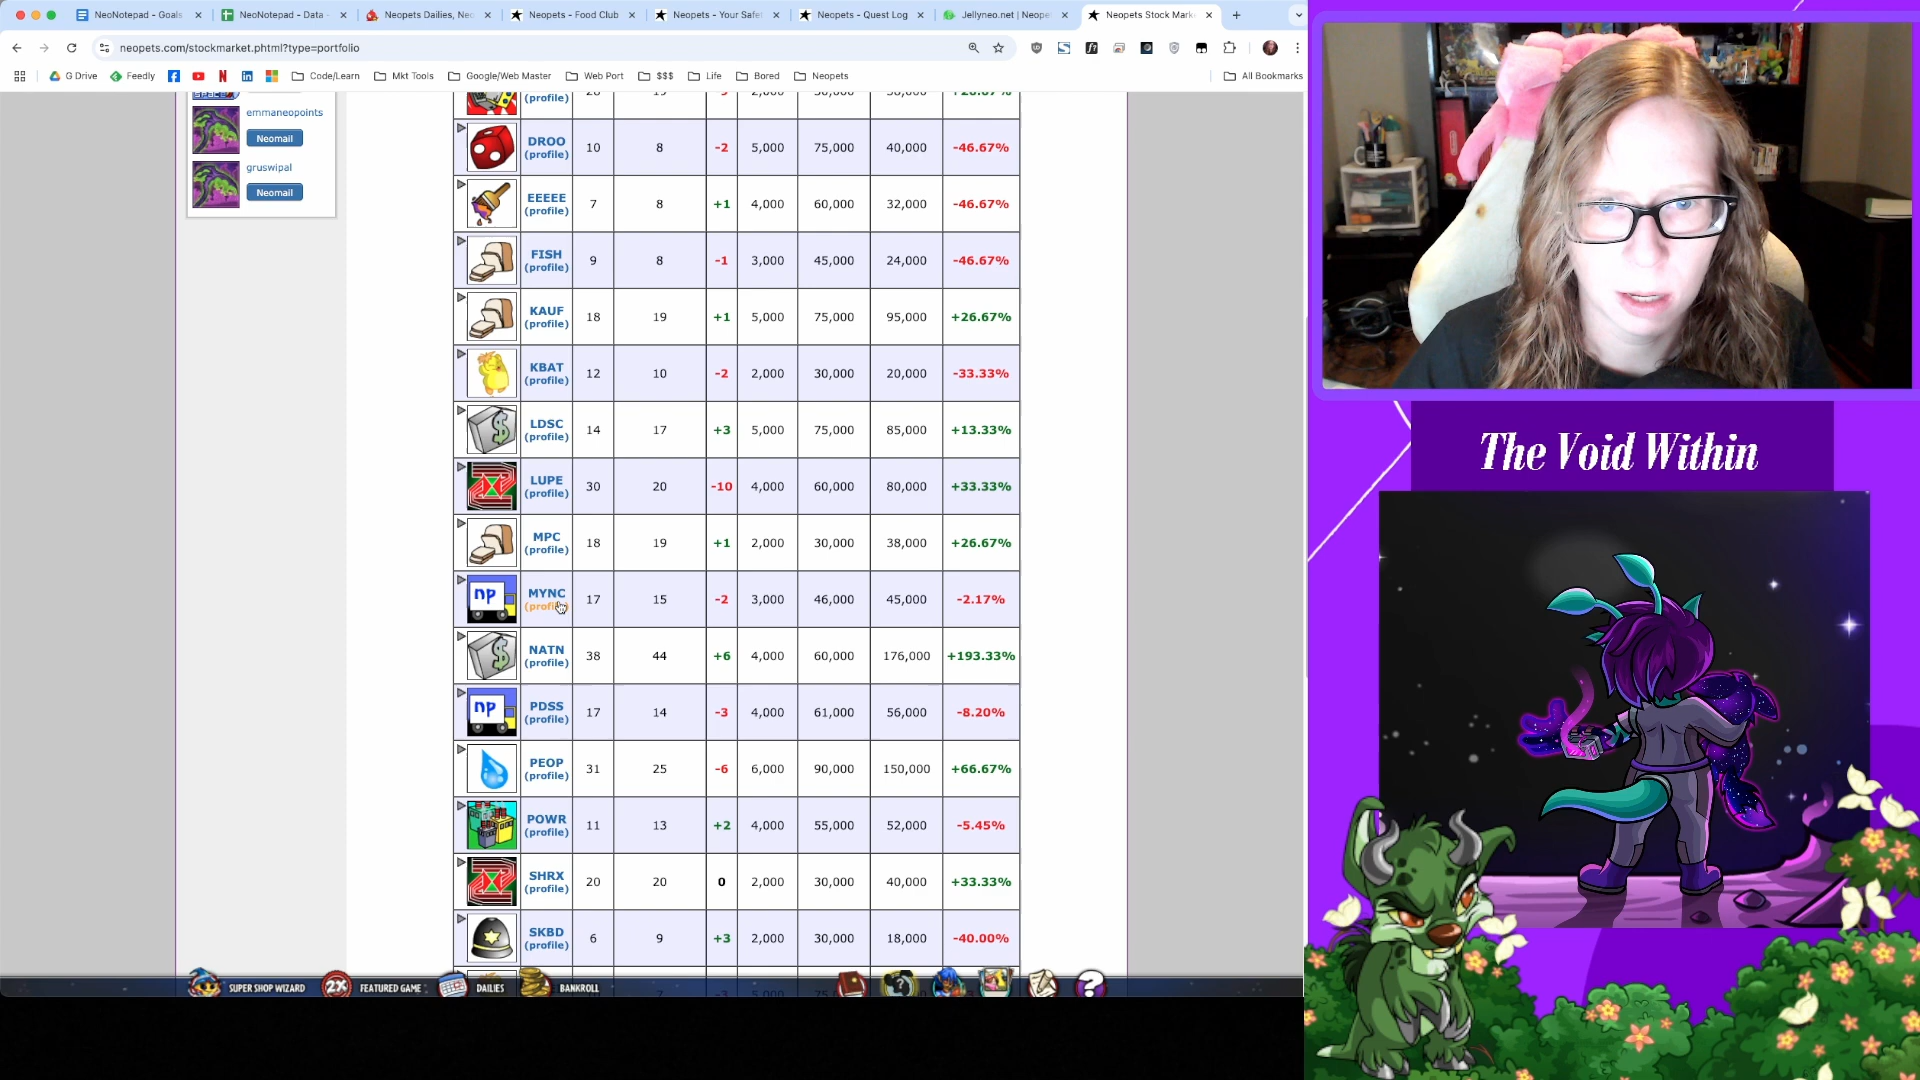 NeoNotepad - Goals
NeoNotepad - Data -
Neopets Dailies, Neo
Neopets - Food Club
Neopets - Your Safe
Neopets - Quest Log
Jellyneo.net | Neope
Neopets Stock Mark
neopets.com/stockmarket.phtml?type=portfolio
G Drive
Feedly
Code/Learn
Mkt Tools
Google/Web Master
Web Port
$$$
Life
Bored
Neopets
All Bookmarks
emmaneopoints
Neomail
gruswipal
Neomail
(profile)
DROO (profile) 10 8 -2 5,000 75,000 40,000 -46.67%
EEEEE (profile) 7 8 +1 4,000 60,000 32,000 -46.67%
FISH (profile) 9 8 -1 3,000 45,000 24,000 -46.67%
KAUF (profile) 18 19 +1 5,000 75,000 95,000 +26.67%
KBAT (profile) 12 10 -2 2,000 30,000 20,000 -33.33%
LDSC (profile) 14 17 +3 5,000 75,000 85,000 +13.33%
LUPE (profile) 30 20 -10 4,000 60,000 80,000 +33.33%
MPC (profile) 18 19 +1 2,000 30,000 38,000 +26.67%
np MYNC (profile) 17 15 -2 3,000 46,000 45,000 -2.17%
NATN (profile) 38 44 +6 4,000 60,000 176,000 +193.33%
np PDSS (profile) 17 14 -3 4,000 61,000 56,000 -8.20%
PEOP (profile) 31 25 -6 6,000 90,000 150,000 +66.67%
POWR (profile) 11 13 +2 4,000 55,000 52,000 -5.45%
SHRX (profile) 20 20 0 2,000 30,000 40,000 +33.33%
SKBD (profile) 6 9 +3 2,000 30,000 18,000 -40.00%
SUPER SHOP WIZARD
2X FEATURED GAME
DAILIES
BANKROLL
The Void Within